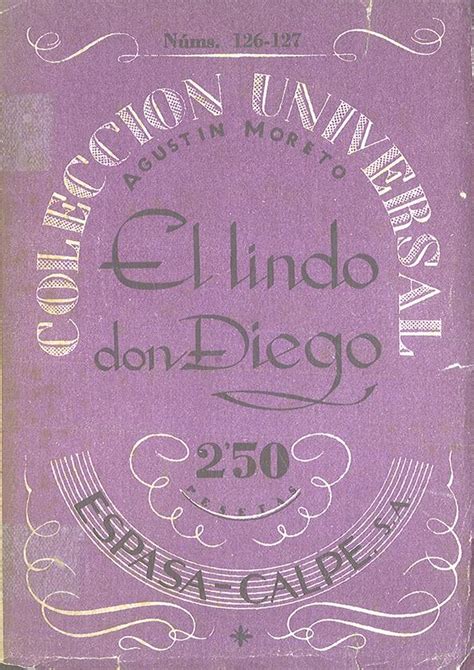 Núms. 126-127
COLECCION UNIVERSAL
AGUSTIN MORETO
El lindo
don Diego
2'50
PESETAS
ESPASA-CALPE, S.A.